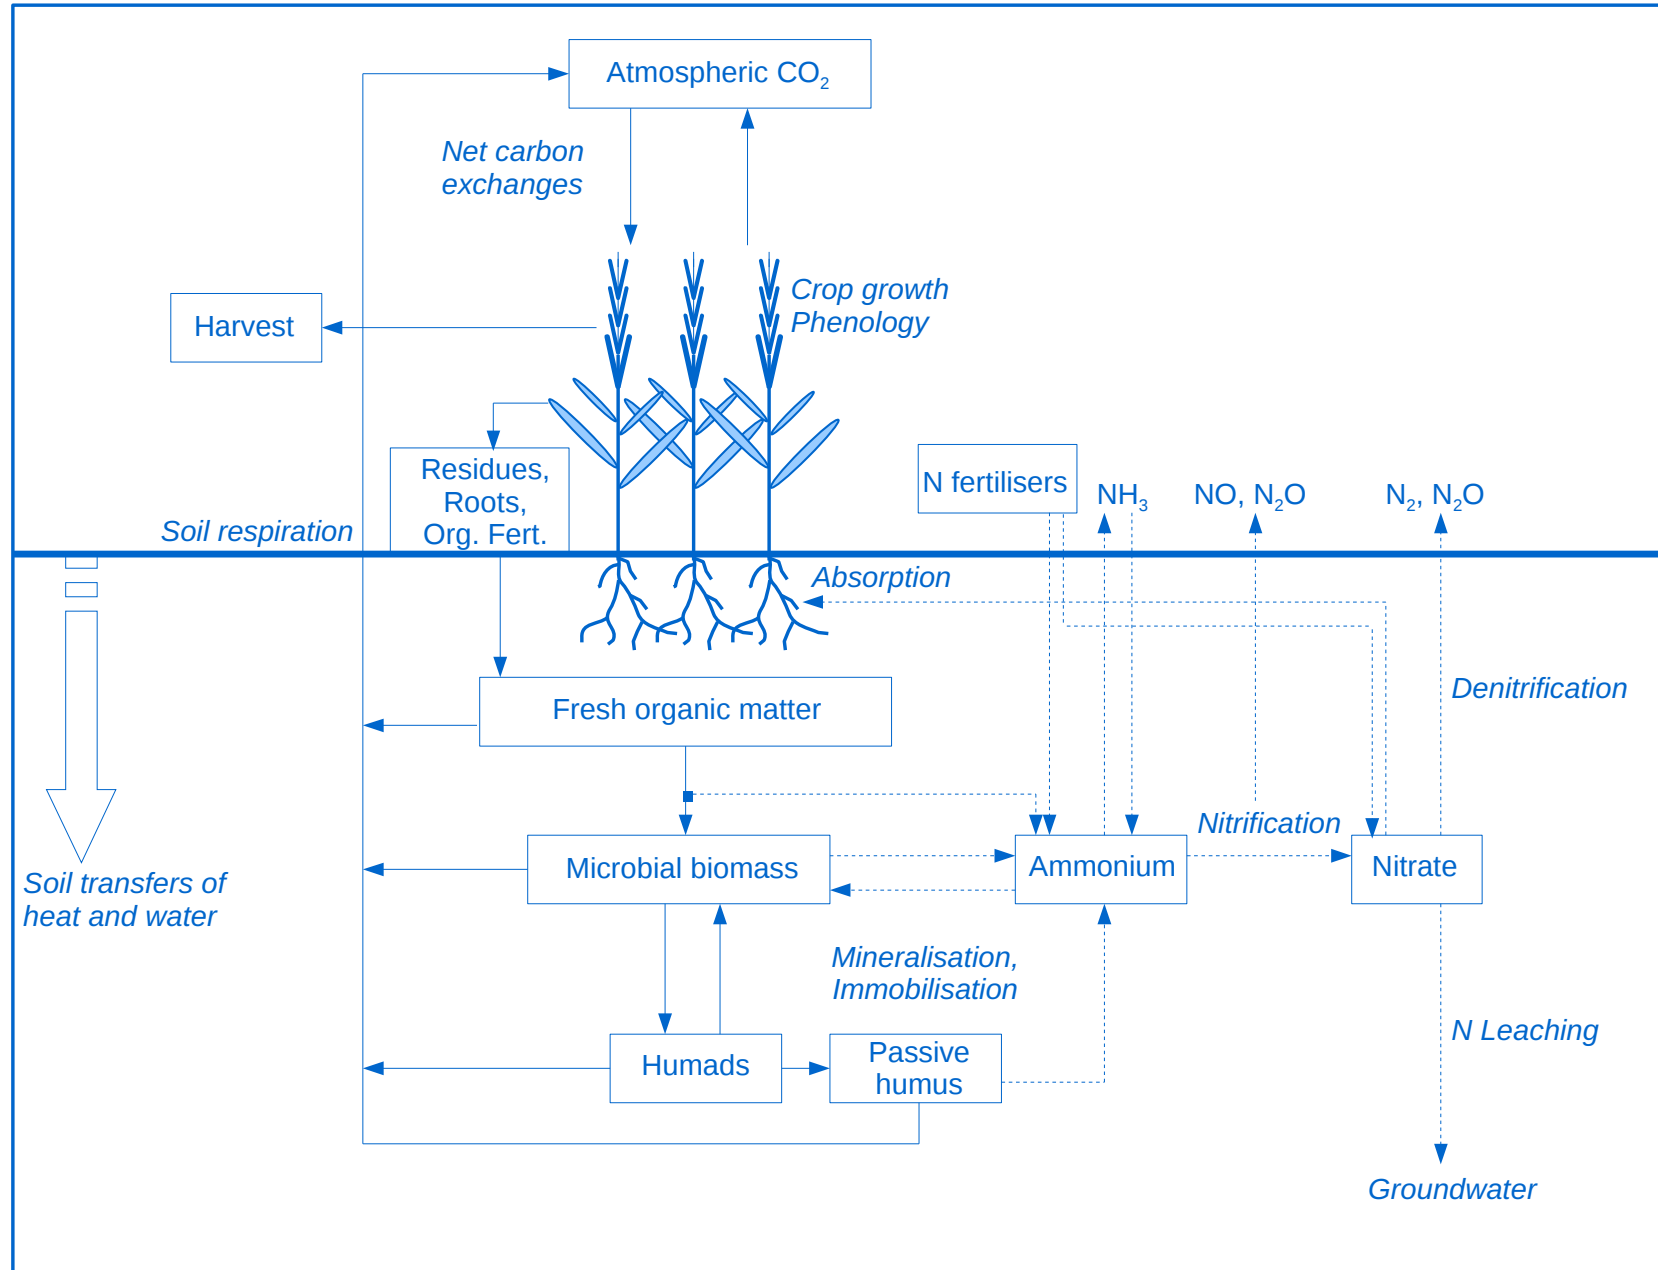 Atmospheric CO₂
Net carbon
exchanges
Crop growth
Phenology
Harvest
Residues,
Roots,
Org. Fert.
N fertilisers
NH₃
NO, N₂O
N₂, N₂O
Soil respiration
Absorption
Fresh organic matter
Denitrification
Nitrification
Microbial biomass
Ammonium
Nitrate
Soil transfers of
heat and water
Mineralisation,
Immobilisation
N Leaching
Humads
Passive
humus
Groundwater